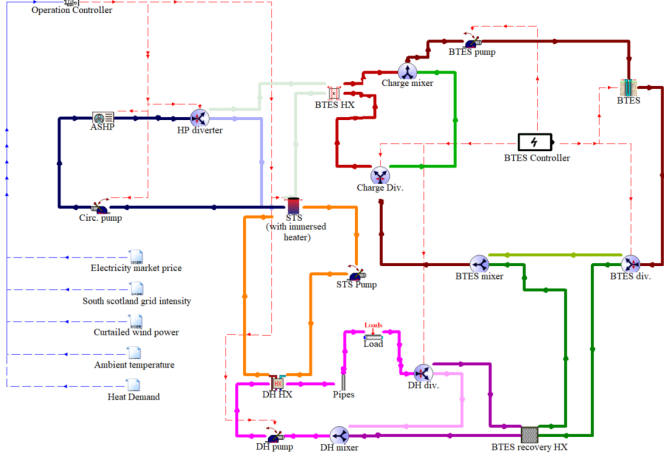 Operation Controller
BTES pump
Charge mixer
BTES HX
BTES
ASHP
HP diverter
BTES Controller
Charge Div.
Circ. pump
STS
(with immersed
heater)
Electricity market price
STS Pump
BTES mixer
BTES div.
South scotland grid intensity
Curtailed wind power
Loads
Load
Ambient temperature
DH HX
Pipes
DH div.
Heat Demand
DH pump
DH mixer
BTES recovery HX